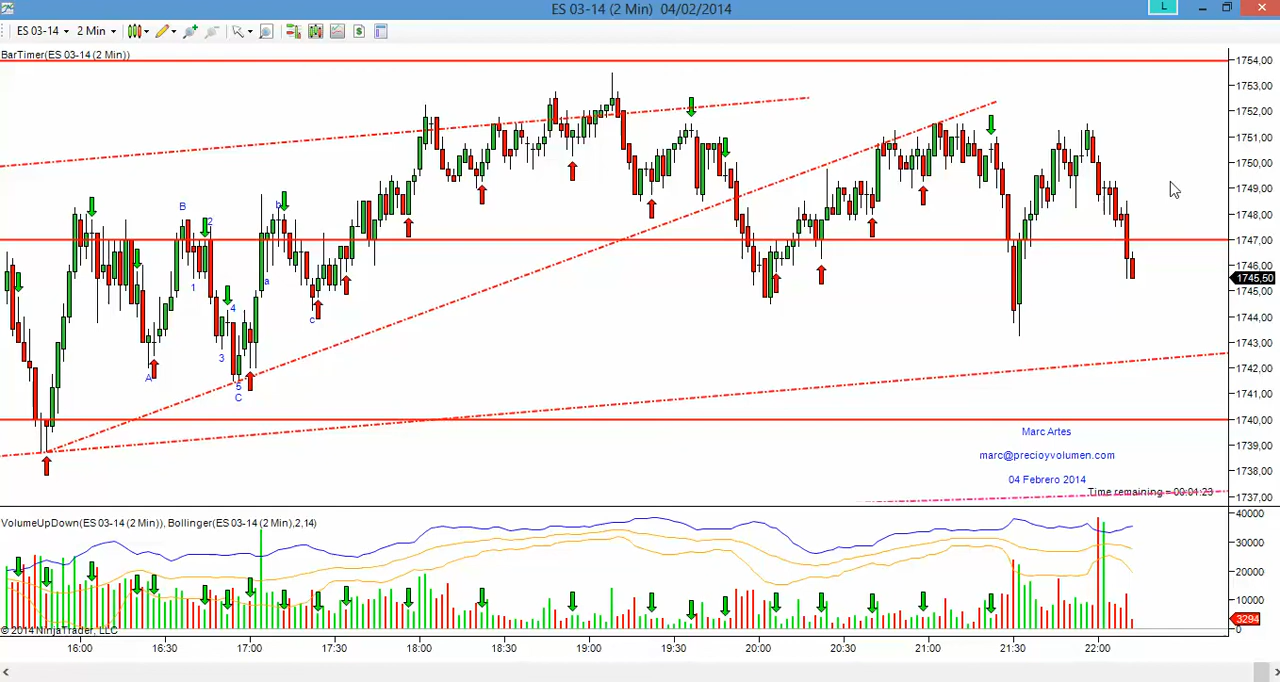 ES 03-14 (2 Min) 04/02/2014
L
ES 03-14 2 Min
$
BarTimer(ES 03-14 (2 Min))
1754,00
1753,00
1752,00
1751,00
1750,00
1749,00
1748,00
1747,00
1746,00
1745,50
1745,00
1744,00
1743,00
1742,00
1741,00
1740,00
1739,00
1738,00
1737,00
B
2
b
1
a
4
c
3
A
5
C
Marc Artes
marc@precioyvolumen.com
04 Febrero 2014
Time remaining = 00:04:23
VolumeUpDown(ES 03-14 (2 Min)), Bollinger(ES 03-14 (2 Min),2,14)
40000
30000
20000
10000
3294
0
© 2014 NinjaTrader, LLC
16:00 16:30 17:00 17:30 18:00 18:30 19:00 19:30 20:00 20:30 21:00 21:30 22:00